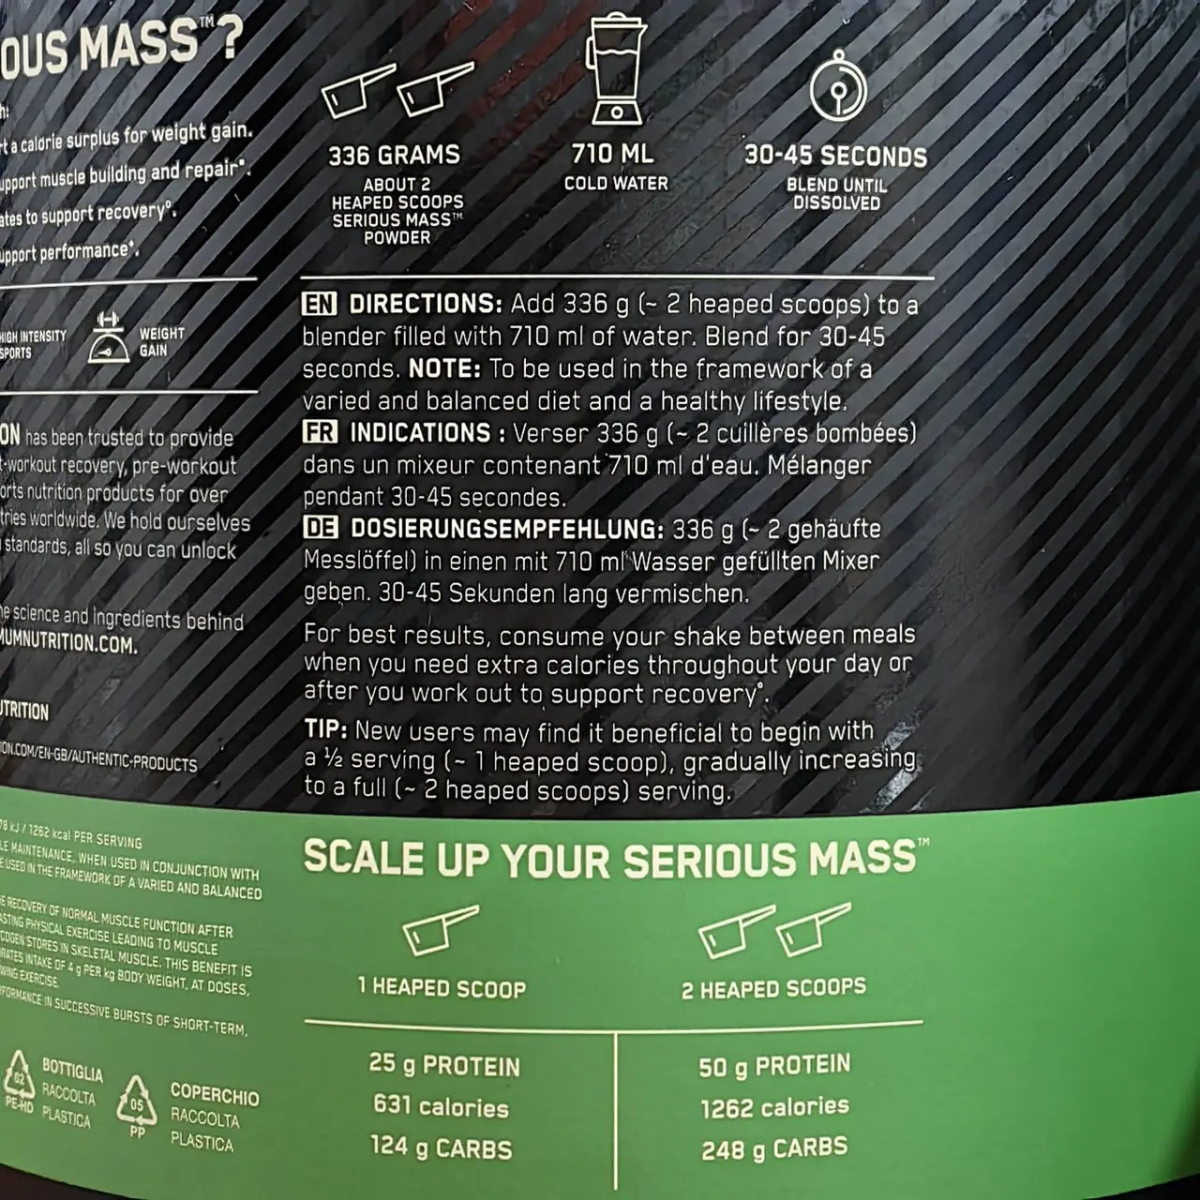 OUS MASS™?
t a calorie surplus for weight gain.
upport muscle building and repair*.
ates to support recovery°.
upport performance⁺.
HIGH INTENSITY
SPORTS
WEIGHT
GAIN
ON has been trusted to provide
t-workout recovery, pre-workout
orts nutrition products for over
tries worldwide. We hold ourselves
standards, all so you can unlock
e science and ingredients behind
MUMNUTRITION.COM.
UTRITION
ON.COM/EN-GB/AUTHENTIC-PRODUCTS
78 kJ / 1262 kcal PER SERVING
LE MAINTENANCE, WHEN USED IN CONJUNCTION WITH
E USED IN THE FRAMEWORK OF A VARIED AND BALANCED
E RECOVERY OF NORMAL MUSCLE FUNCTION AFTER
ASTING PHYSICAL EXERCISE LEADING TO MUSCLE
COGEN STORES IN SKELETAL MUSCLE. THIS BENEFIT IS
RATES INTAKE OF 4 g PER kg BODY WEIGHT, AT DOSES,
WING EXERCISE.
RFORMANCE IN SUCCESSIVE BURSTS OF SHORT-TERM,
02
PE-HD
BOTTIGLIA
RACCOLTA
PLASTICA
05
PP
COPERCHIO
RACCOLTA
PLASTICA
336 GRAMS
ABOUT 2
HEAPED SCOOPS
SERIOUS MASS™
POWDER
710 ML
COLD WATER
30-45 SECONDS
BLEND UNTIL
DISSOLVED
EN DIRECTIONS: Add 336 g (~ 2 heaped scoops) to a
blender filled with 710 ml of water. Blend for 30-45
seconds. NOTE: To be used in the framework of a
varied and balanced diet and a healthy lifestyle.
FR INDICATIONS : Verser 336 g (~ 2 cuillères bombées)
dans un mixeur contenant 710 ml d'eau. Mélanger
pendant 30-45 secondes.
DE DOSIERUNGSEMPFEHLUNG: 336 g (~ 2 gehäufte
Messlöffel) in einen mit 710 ml Wasser gefüllten Mixer
geben. 30-45 Sekunden lang vermischen.
For best results, consume your shake between meals
when you need extra calories throughout your day or
after you work out to support recovery°.
TIP: New users may find it beneficial to begin with
a ½ serving (~ 1 heaped scoop), gradually increasing
to a full (~ 2 heaped scoops) serving.
SCALE UP YOUR SERIOUS MASS™
1 HEAPED SCOOP
25 g PROTEIN
631 calories
124 g CARBS
2 HEAPED SCOOPS
50 g PROTEIN
1262 calories
248 g CARBS